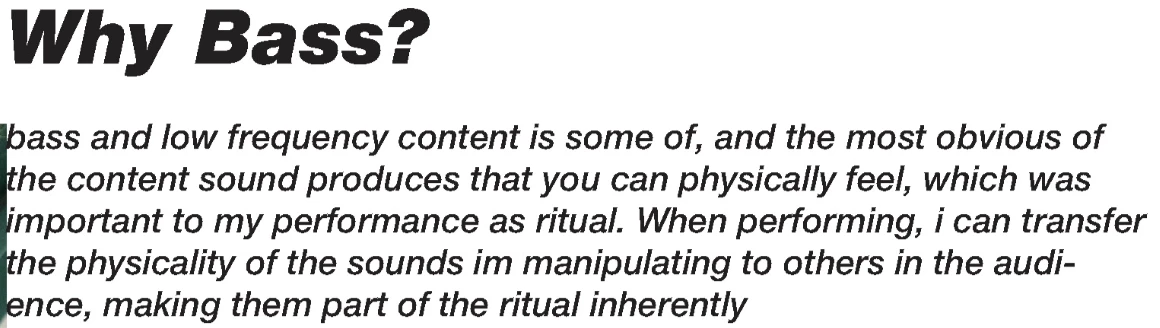 Why Bass?
bass and low frequency content is some of, and the most obvious of
the content sound produces that you can physically feel, which was
important to my performance as ritual. When performing, i can transfer
the physicality of the sounds im manipulating to others in the audi-
ence, making them part of the ritual inherently